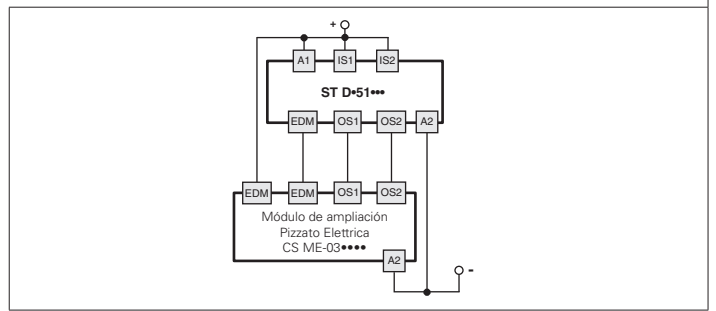 +
A1 IS1 IS2
ST D•51•••
EDM OS1 OS2 A2
EDM EDM OS1 OS2
Módulo de ampliación
Pizzato Elettrica
CS ME-03••••
A2
-